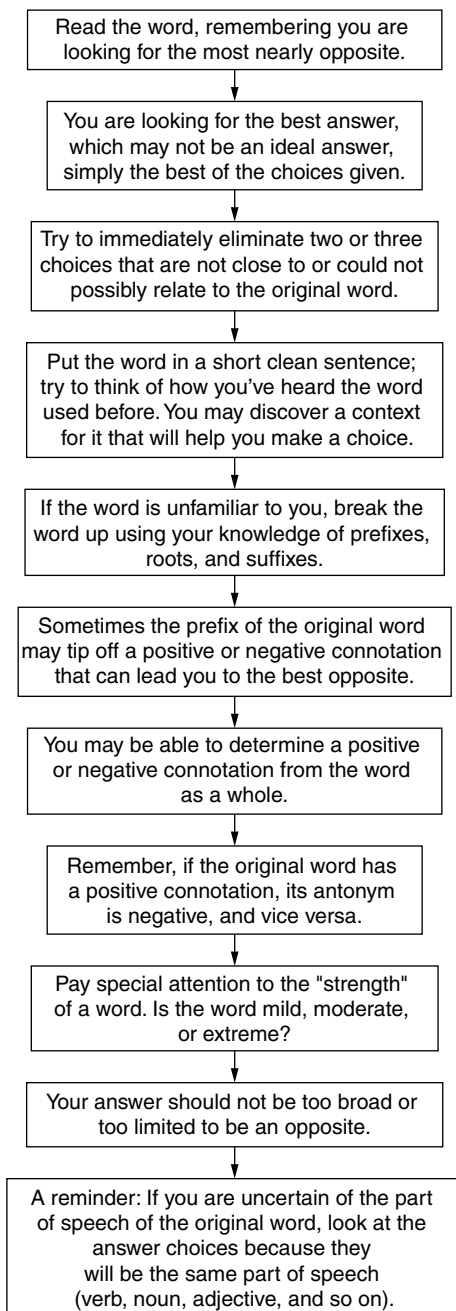 Read the word, remembering you are
looking for the most nearly opposite.
You are looking for the best answer,
which may not be an ideal answer,
simply the best of the choices given.
Try to immediately eliminate two or three
choices that are not close to or could not
possibly relate to the original word.
Put the word in a short clean sentence;
try to think of how you've heard the word
used before. You may discover a context
for it that will help you make a choice.
If the word is unfamiliar to you, break the
word up using your knowledge of prefixes,
roots, and suffixes.
Sometimes the prefix of the original word
may tip off a positive or negative connotation
that can lead you to the best opposite.
You may be able to determine a positive
or negative connotation from the word
as a whole.
Remember, if the original word has
a positive connotation, its antonym
is negative, and vice versa.
Pay special attention to the "strength"
of a word. Is the word mild, moderate,
or extreme?
Your answer should not be too broad or
too limited to be an opposite.
A reminder: If you are uncertain of the part
of speech of the original word, look at the
answer choices because they
will be the same part of speech
(verb, noun, adjective, and so on).